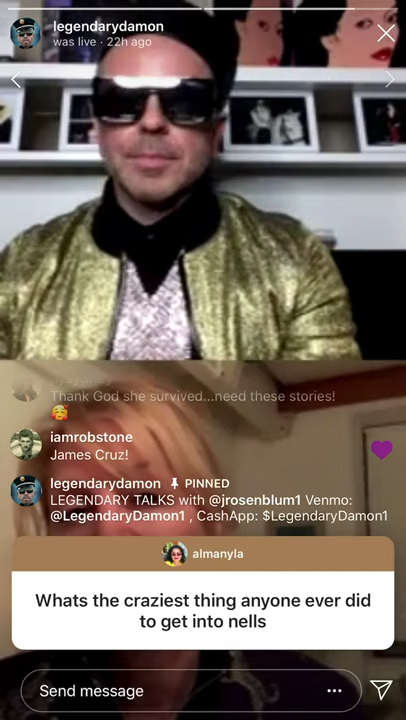 legendarydamon
was live · 22h ago
Thank God she survived...need these stories!
🥰
iamrobstone
James Cruz!
legendarydamon PINNED
LEGENDARY TALKS with @jrosenblum1 Venmo:
@LegendaryDamon1 , CashApp: $LegendaryDamon1
almanyla
Whats the craziest thing anyone ever did
to get into nells
Send message